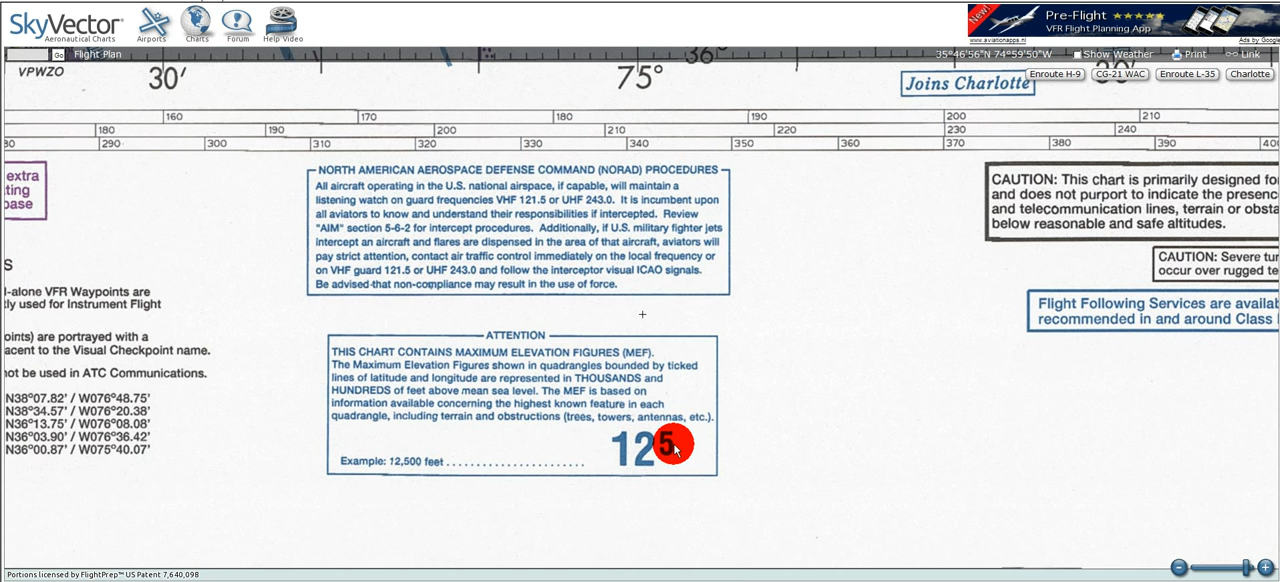 SkyVector
Aeronautical Charts
Airports
Charts
Forum
Help Video
New!
Pre-Flight
VFR Flight Planning App
www.aviationapps.nl
Ads by Google
Go
Flight Plan
36°
35°46'56"N 74°59'50"W
Show Weather
Print
Link
VPWZO
30'
75°
Joins Charlotte
Enroute H-9
CG-21 WAC
Enroute L-35
Charlotte
160
170
180
190
200
210
180
190
200
210
220
230
240
290
300
310
320
330
340
350
360
370
380
390
extra
ting
base
NORTH AMERICAN AEROSPACE DEFENSE COMMAND (NORAD) PROCEDURES
All aircraft operating in the U.S. national airspace, if capable, will maintain a
listening watch on guard frequencies VHF 121.5 or UHF 243.0. It is incumbent upon
all aviators to know and understand their responsibilities if intercepted. Review
"AIM" section 5-6-2 for intercept procedures. Additionally, if U.S. military fighter jets
intercept an aircraft and flares are dispensed in the area of that aircraft, aviators will
pay strict attention, contact air traffic control immediately on the local frequency or
on VHF guard 121.5 or UHF 243.0 and follow the interceptor visual ICAO signals.
Be advised that non-compliance may result in the use of force.
CAUTION: This chart is primarily designed fo
and does not purport to indicate the presenc
and telecommunication lines, terrain or obsta
below reasonable and safe altitudes.
CAUTION: Severe tur
occur over rugged te
Flight Following Services are availab
recommended in and around Class
S
l-alone VFR Waypoints are
tly used for Instrument Flight
oints) are portrayed with a
acent to the Visual Checkpoint name.
not be used in ATC Communications.
N38°07.82' / W076°48.75'
N38°34.57' / W076°20.38'
N36°13.75' / W076°08.08'
N36°03.90' / W076°36.42'
N36°00.87' / W075°40.07'
ATTENTION
THIS CHART CONTAINS MAXIMUM ELEVATION FIGURES (MEF).
The Maximum Elevation Figures shown in quadrangles bounded by ticked
lines of latitude and longitude are represented in THOUSANDS and
HUNDREDS of feet above mean sea level. The MEF is based on
information available concerning the highest known feature in each
quadrangle, including terrain and obstructions (trees, towers, antennas, etc.).
Example: 12,500 feet ........................
125
Portions licensed by FlightPrep™ US Patent 7,640,098